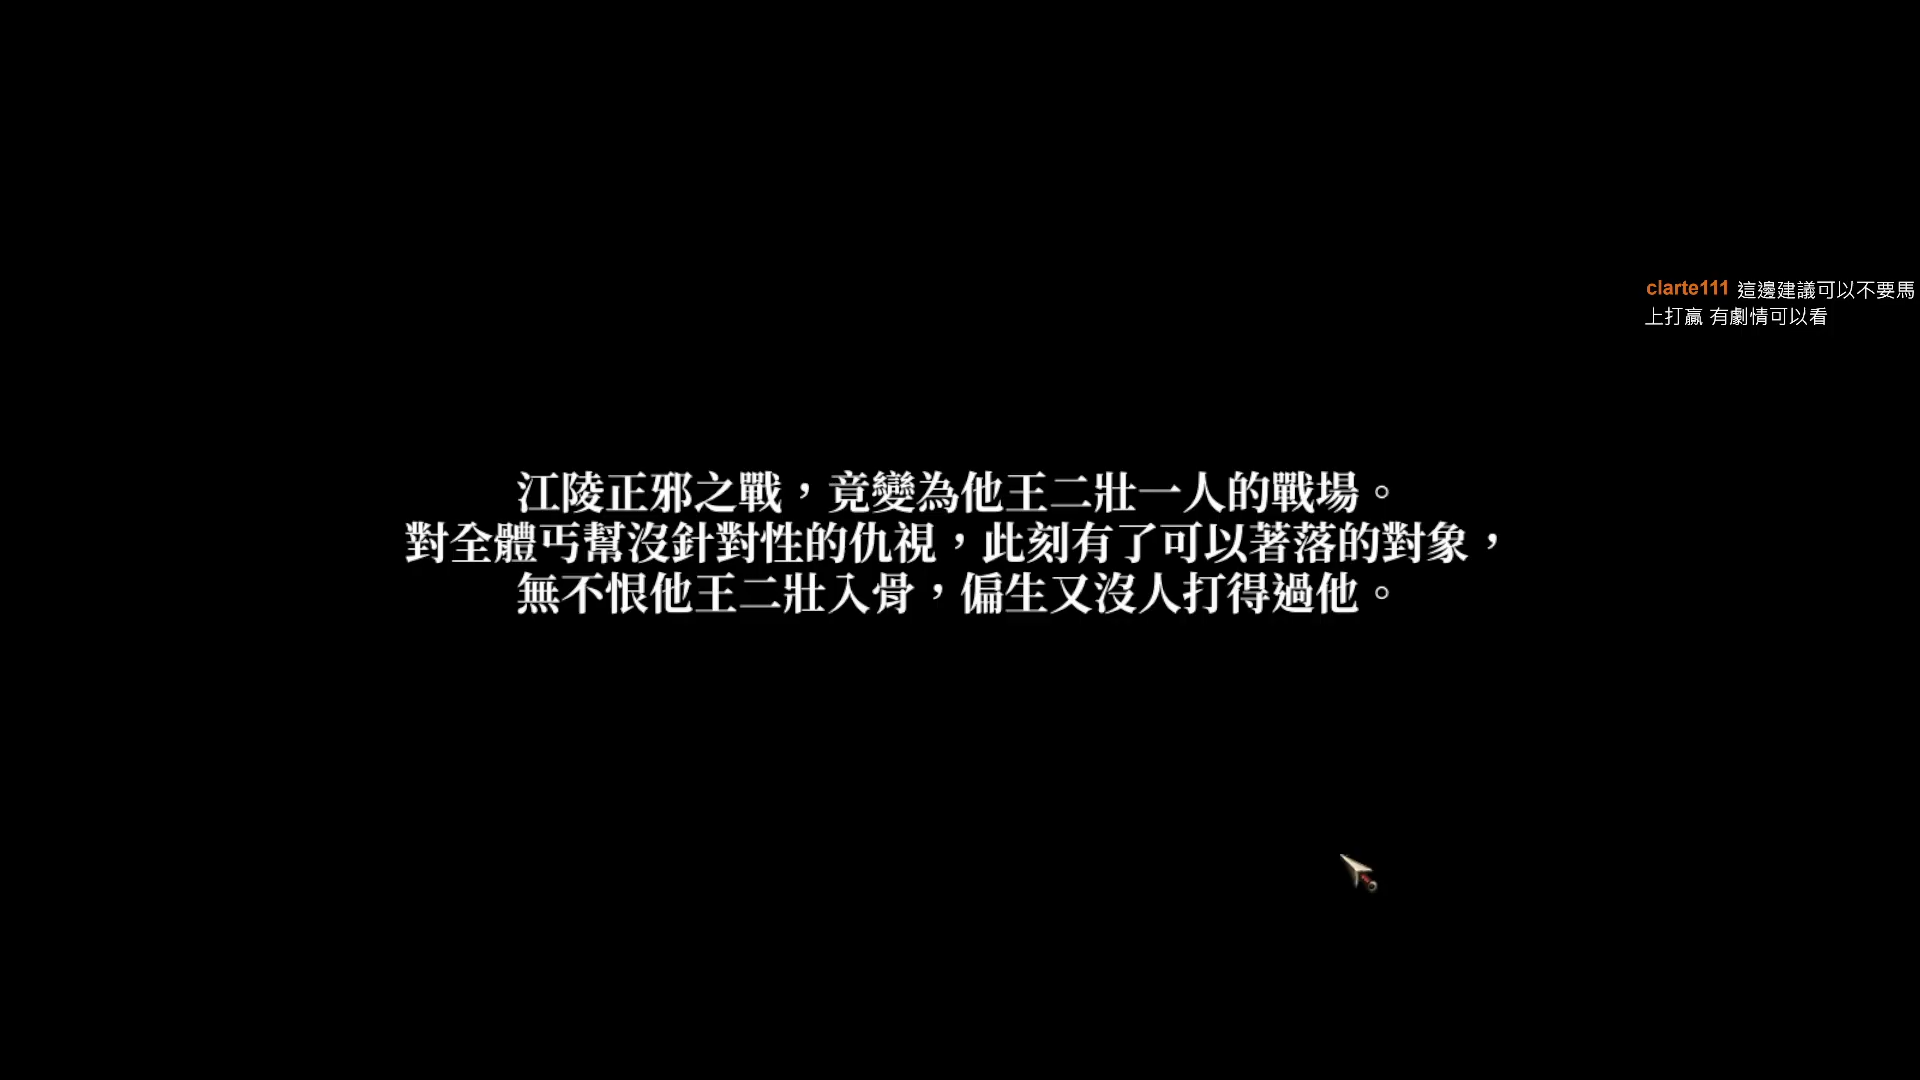 clarte111 這邊建議可以不要馬
上打贏 有劇情可以看
江陵正邪之戰，竟變為他王二壯一人的戰場。
對全體丐幫沒針對性的仇視，此刻有了可以著落的對象，
無不恨他王二壯入骨，偏生又沒人打得過他。